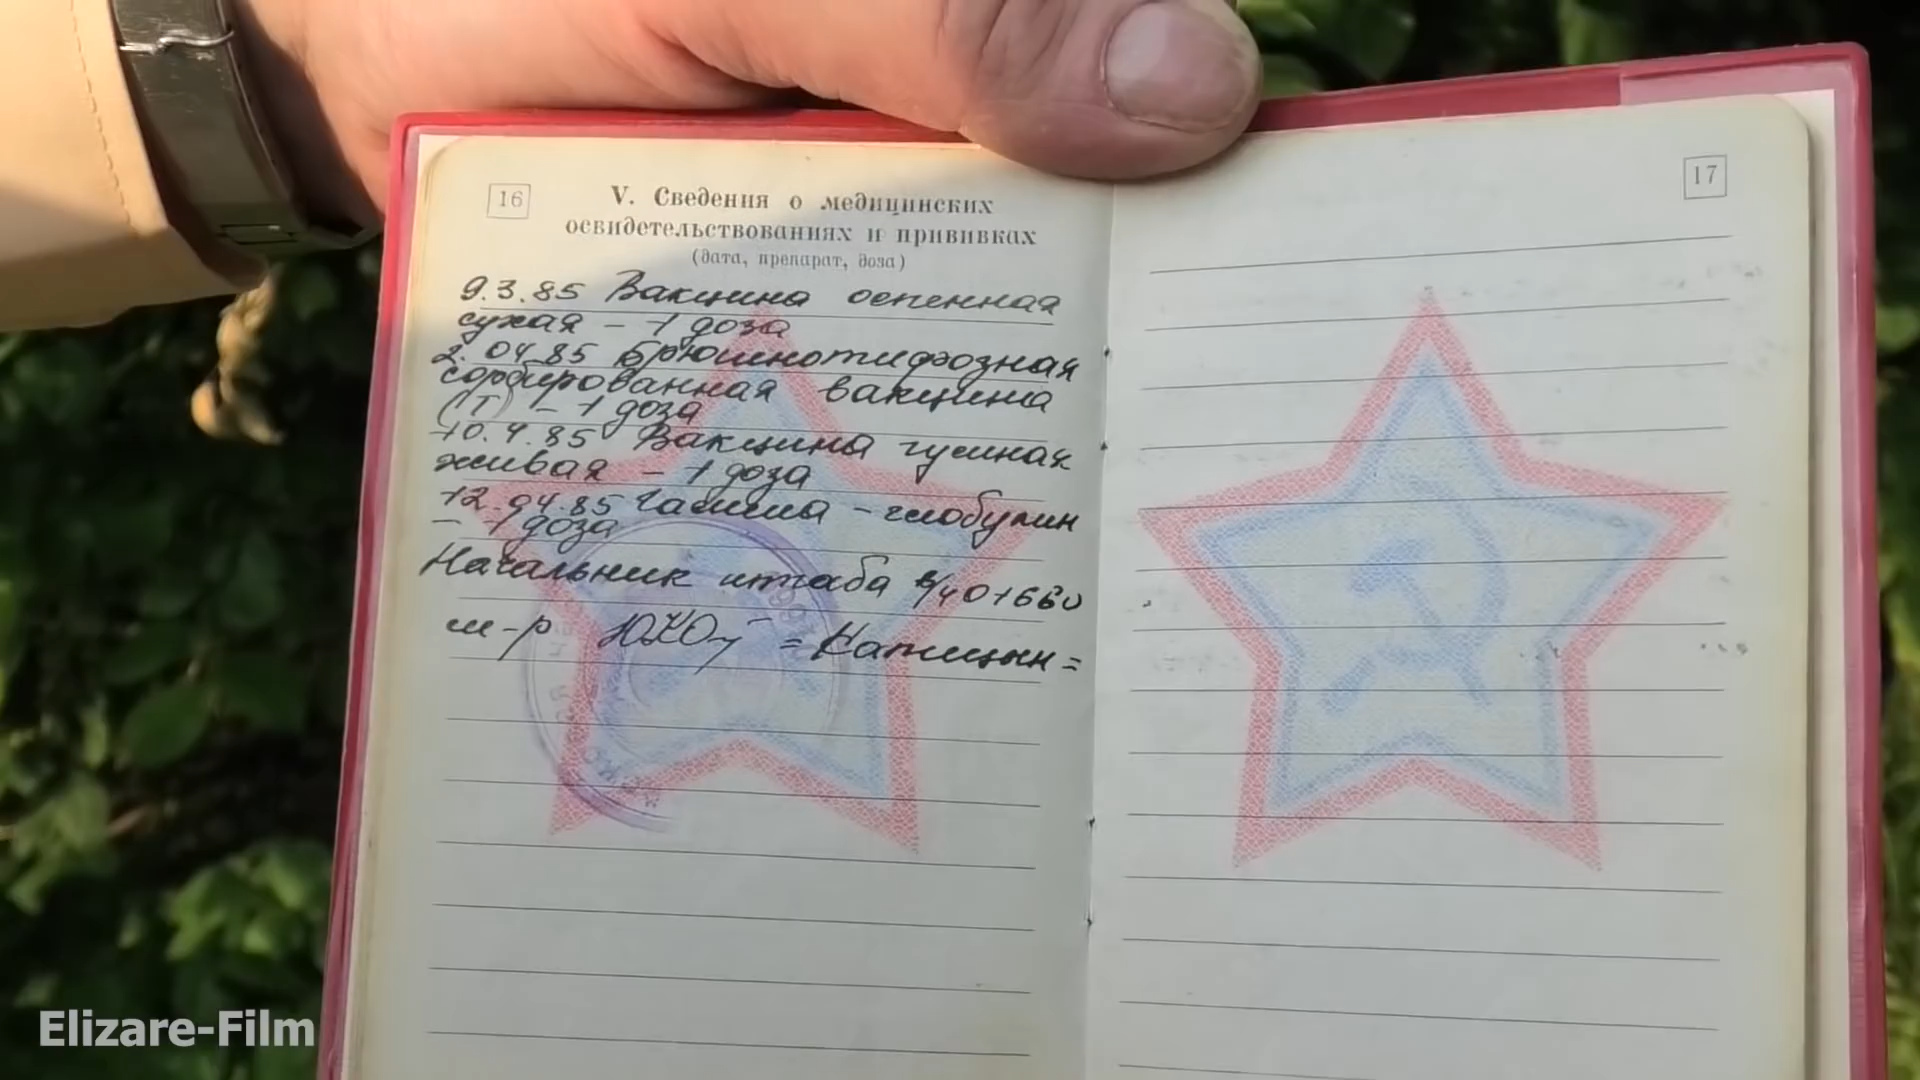 16
17
V. Сведения о медицинских
освидетельствованиях и прививках
(дата, препарат, доза)
9.3.85 Вакцина оспенная
сухая – 1 доза
2.04.85 брюшнотифозная
сорбированная вакцина
(Т) – 1 доза
10.4.85 Вакцина
живая – 1 доза
12.04.85 Гамма-глобулин
– 1 доза
Начальник штаба в/ч 01660
м-р
Elizare-Film